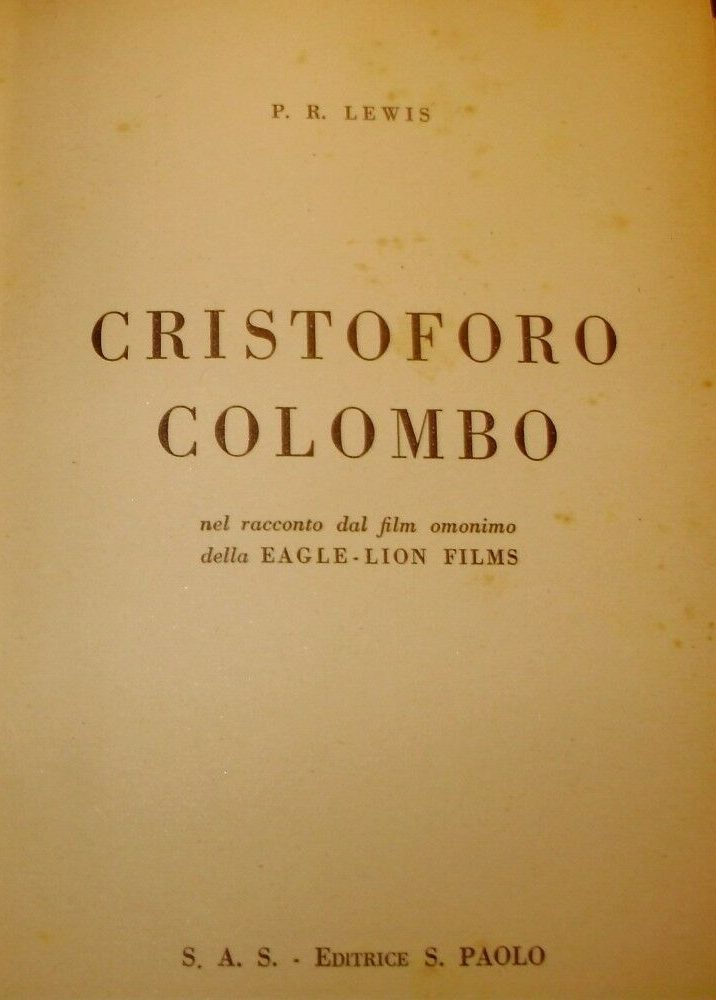 P. R. LEWIS
CRISTOFORO
COLOMBO
nel racconto dal film omonimo
della EAGLE-LION FILMS
S. A. S. - EDITRICE S. PAOLO